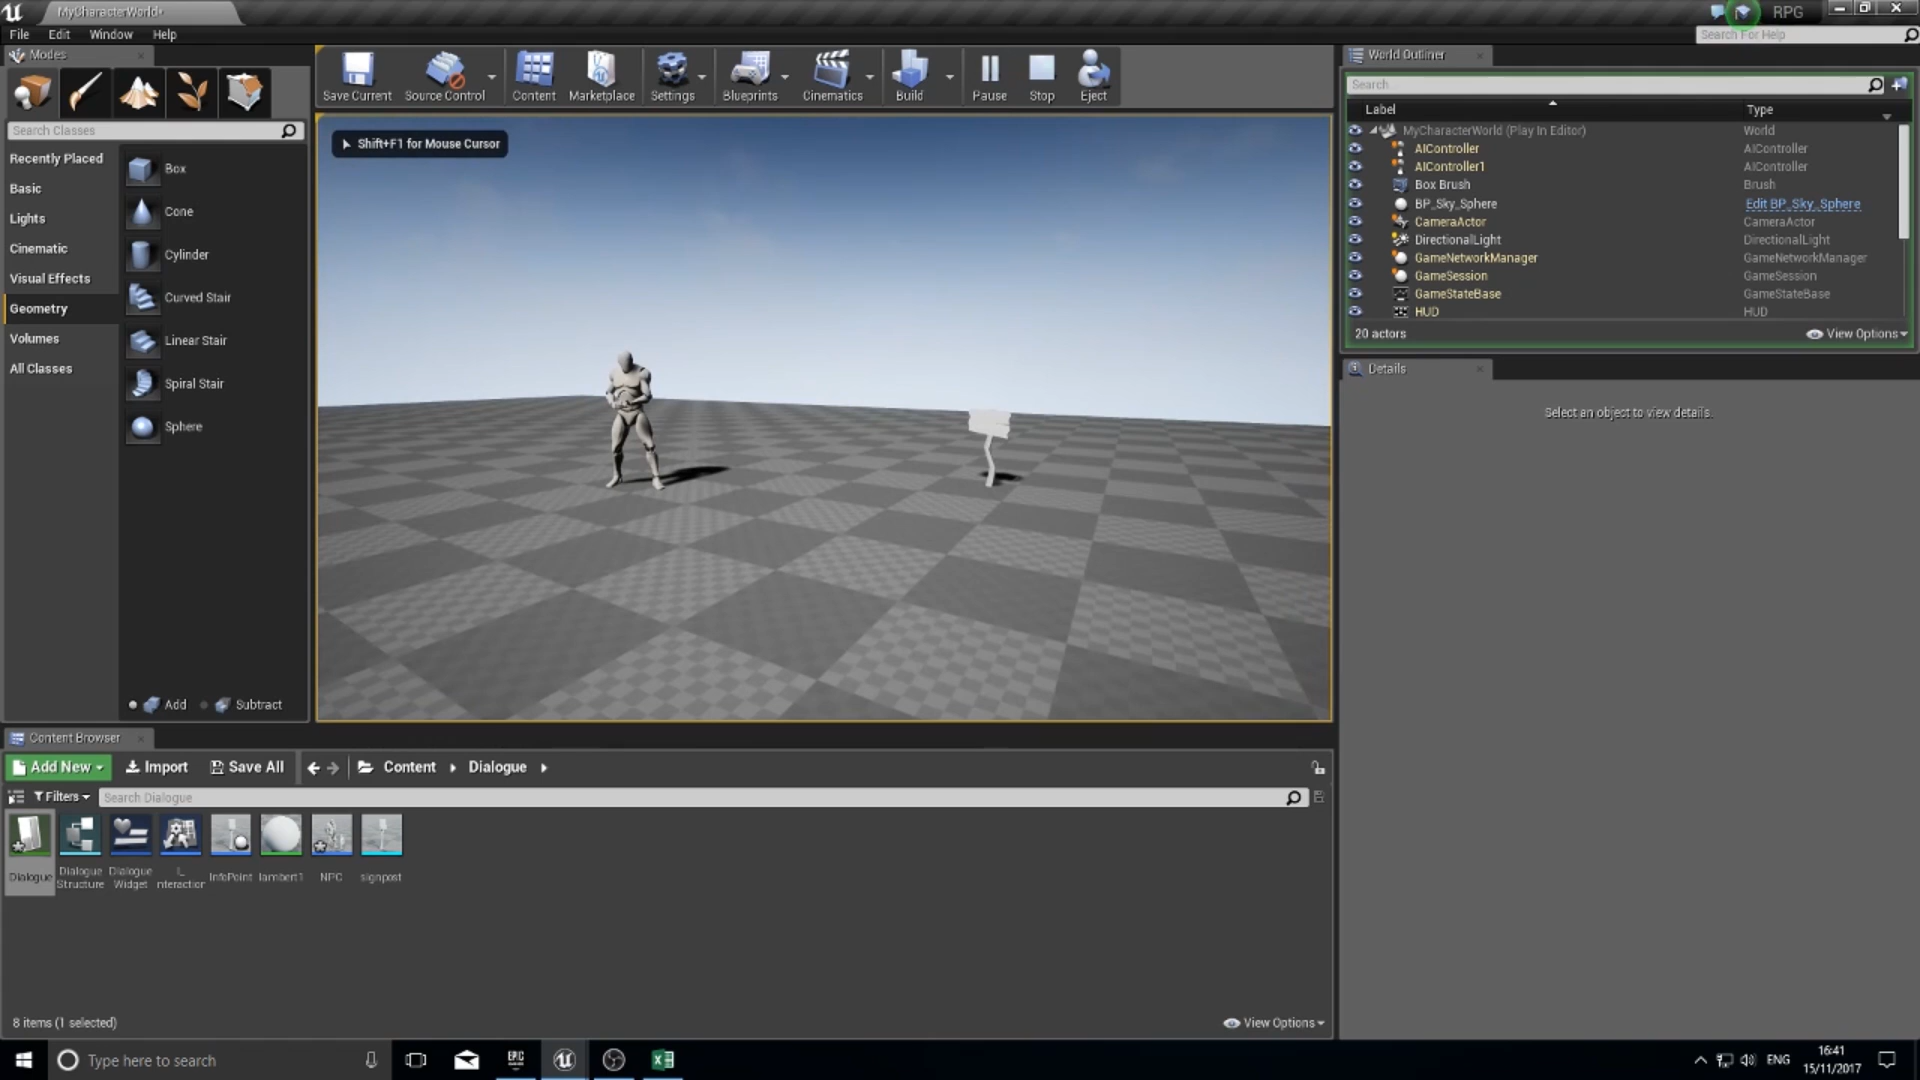 MyCharacterWorld*
RPG
File Edit Window Help
Search For Help
Modes
Search Classes
Recently Placed
Basic
Lights
Cinematic
Visual Effects
Geometry
Volumes
All Classes
Box
Cone
Cylinder
Curved Stair
Linear Stair
Spiral Stair
Sphere
Add Subtract
Save Current Source Control Content Marketplace Settings Blueprints Cinematics Build Pause Stop Eject
Shift+F1 for Mouse Cursor
World Outliner
Search
Label Type
MyCharacterWorld (Play In Editor) World
AIController AIController
AIController1 AIController
Box Brush Brush
BP_Sky_Sphere Edit BP_Sky_Sphere
CameraActor CameraActor
DirectionalLight DirectionalLight
GameNetworkManager GameNetworkManager
GameSession GameSession
GameStateBase GameStateBase
HUD HUD
20 actors View Options
Details
Select an object to view details.
Content Browser
Add New Import Save All Content Dialogue
Filters Search Dialogue
Dialogue
Dialogue Structure
Dialogue Widget
I_
nteraction
InfoPoint
lambert1
NPC
signpost
8 items (1 selected) View Options
Type here to search
EPIC
ENG
16:41
15/11/2017